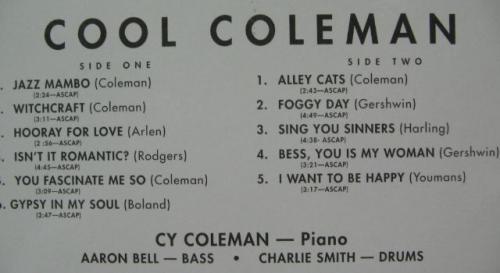 COOL COLEMAN
SIDE ONE
. JAZZ MAMBO (Coleman)
(2:24—ASCAP)
. WITCHCRAFT (Coleman)
(3:11—ASCAP)
. HOORAY FOR LOVE (Arlen)
(2:56—ASCAP)
. ISN'T IT ROMANTIC? (Rodgers)
(4:45—ASCAP)
. YOU FASCINATE ME SO (Coleman)
(3:09—ASCAP)
. GYPSY IN MY SOUL (Boland)
(2:47—ASCAP)
SIDE TWO
1. ALLEY CATS (Coleman)
(2:43—ASCAP)
2. FOGGY DAY (Gershwin)
(4:49—ASCAP)
3. SING YOU SINNERS (Harling)
(4:38- ASCAP)
4. BESS, YOU IS MY WOMAN (Gershwin)
(3:21—ASCAP)
5. I WANT TO BE HAPPY (Youmans)
(3:17—ASCAP)
CY COLEMAN — Piano
AARON BELL — BASS • CHARLIE SMITH — DRUMS